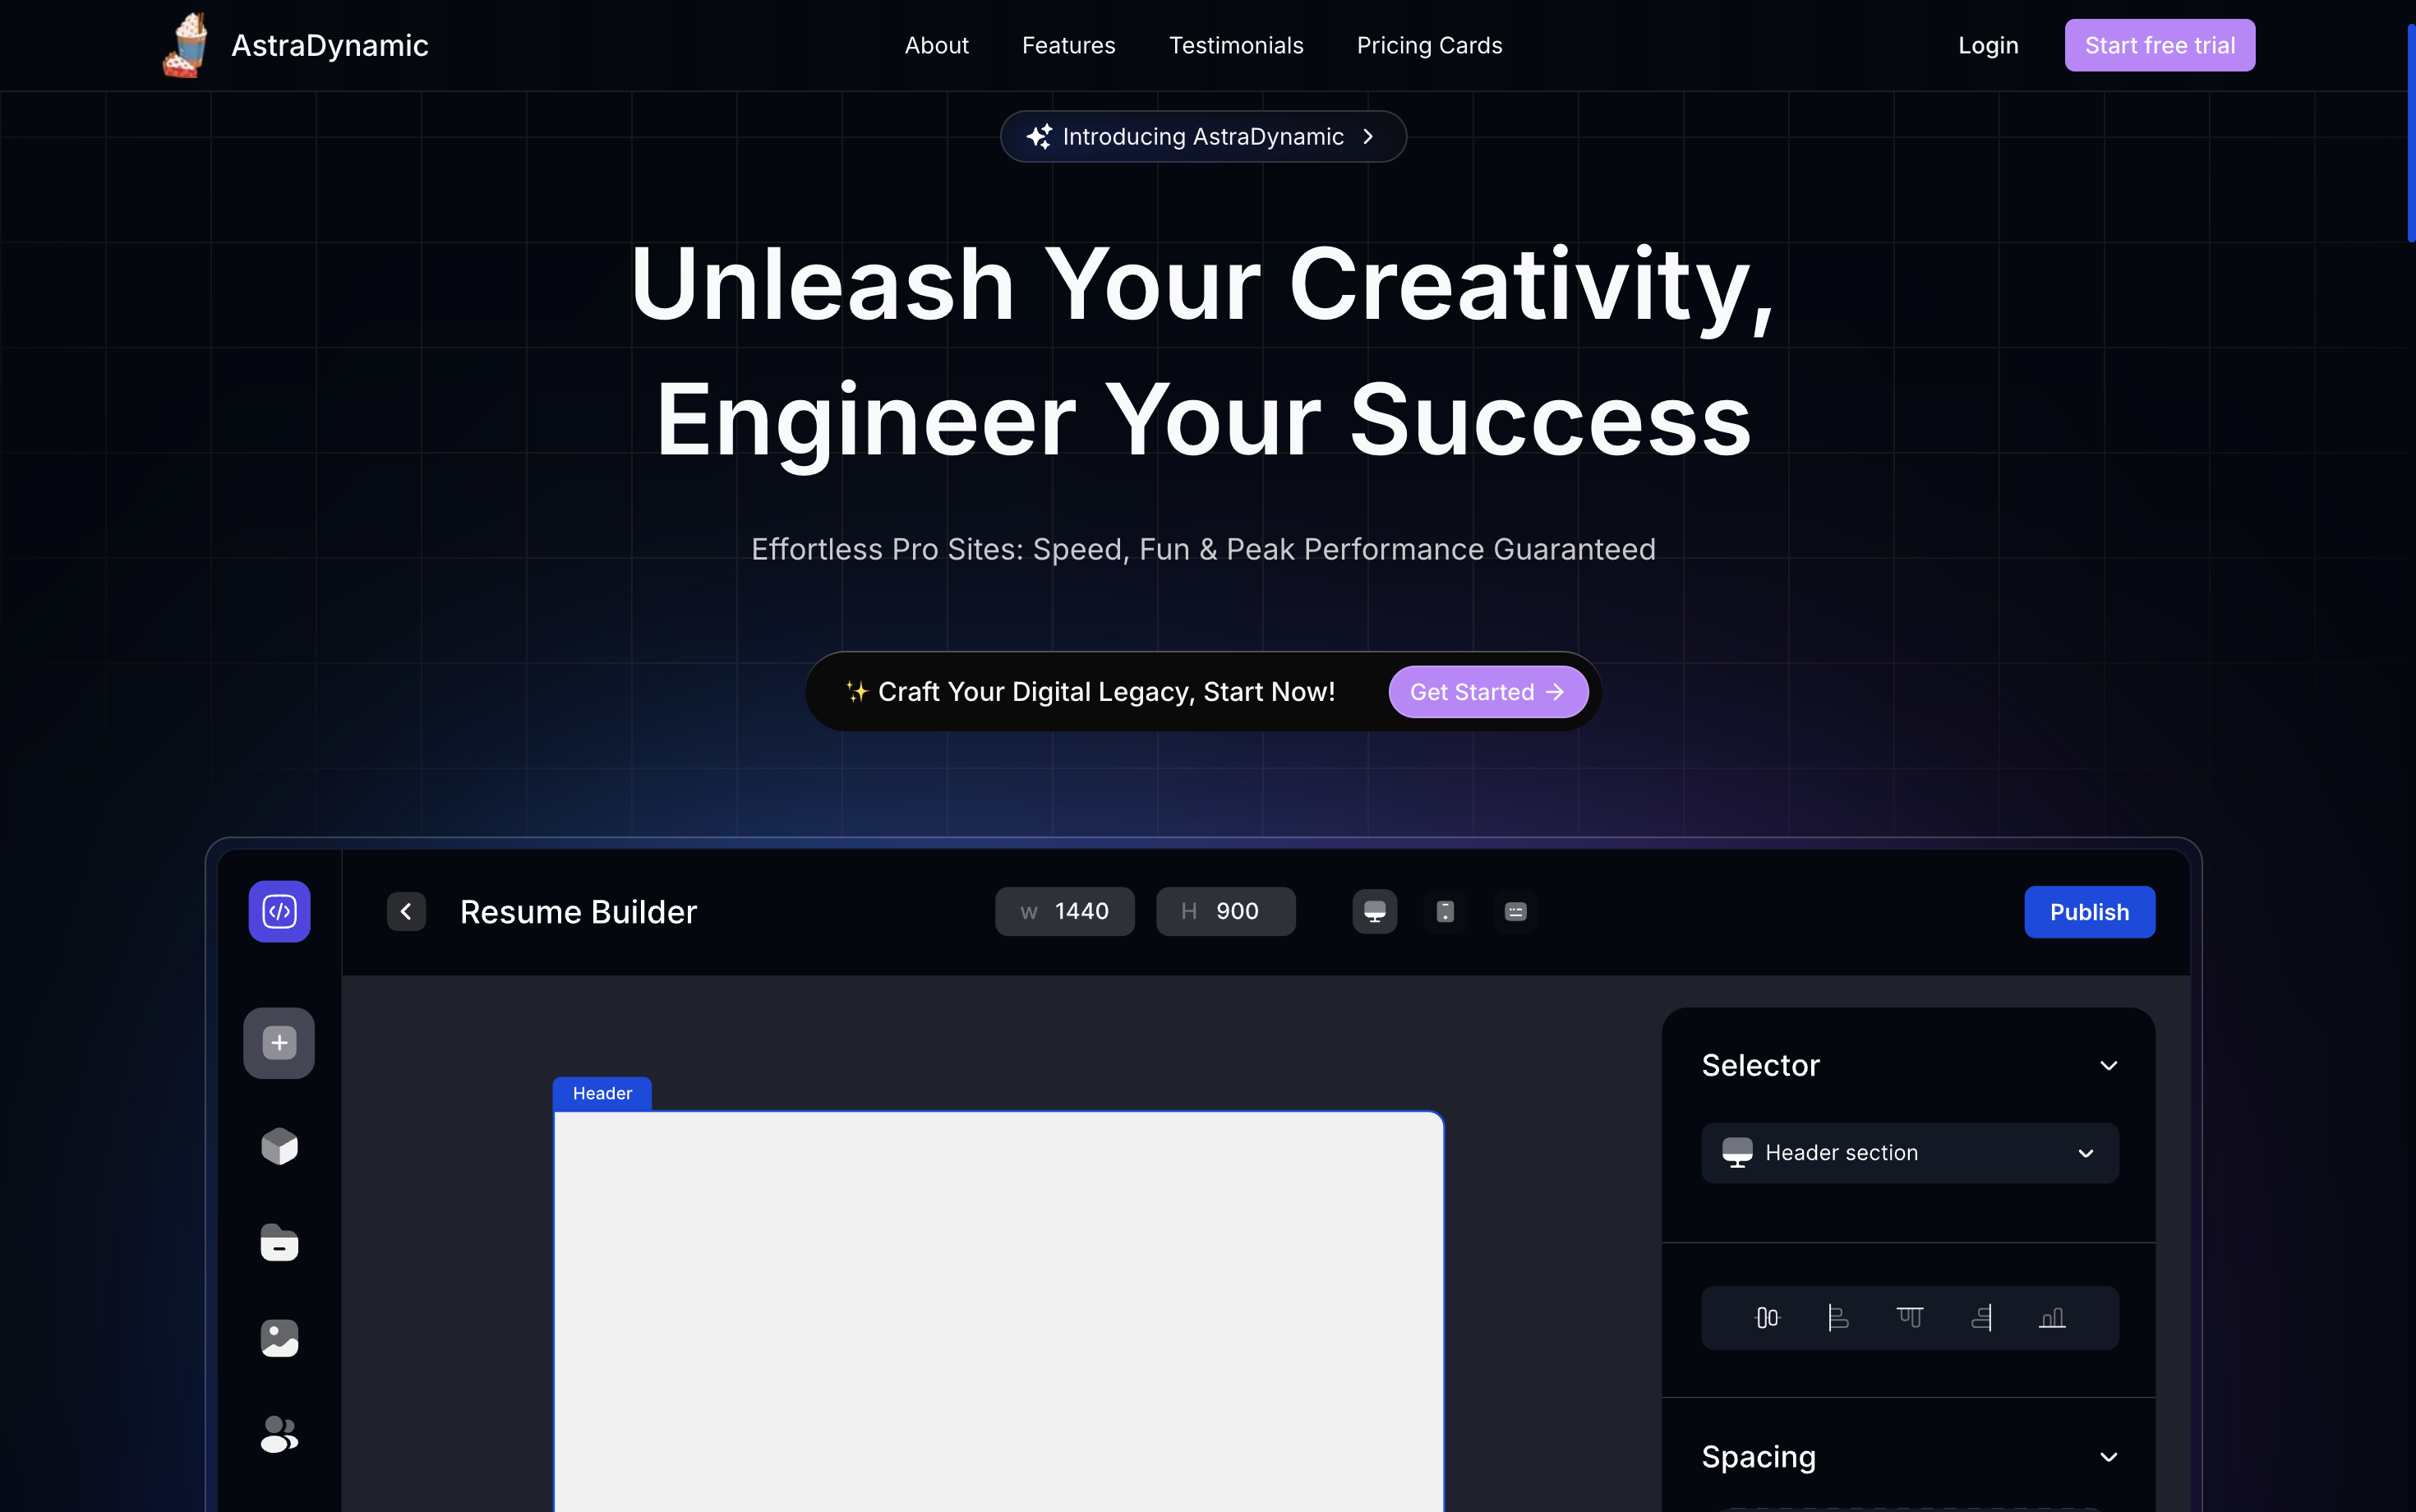 AstraDynamic
About Features Testimonials Pricing Cards
Login Start free trial
Introducing AstraDynamic
Unleash Your Creativity,
Engineer Your Success
Effortless Pro Sites: Speed, Fun & Peak Performance Guaranteed
✨ Craft Your Digital Legacy, Start Now! Get Started →
Resume Builder
W 1440 H 900
Publish
Header
Selector
Header section
Spacing